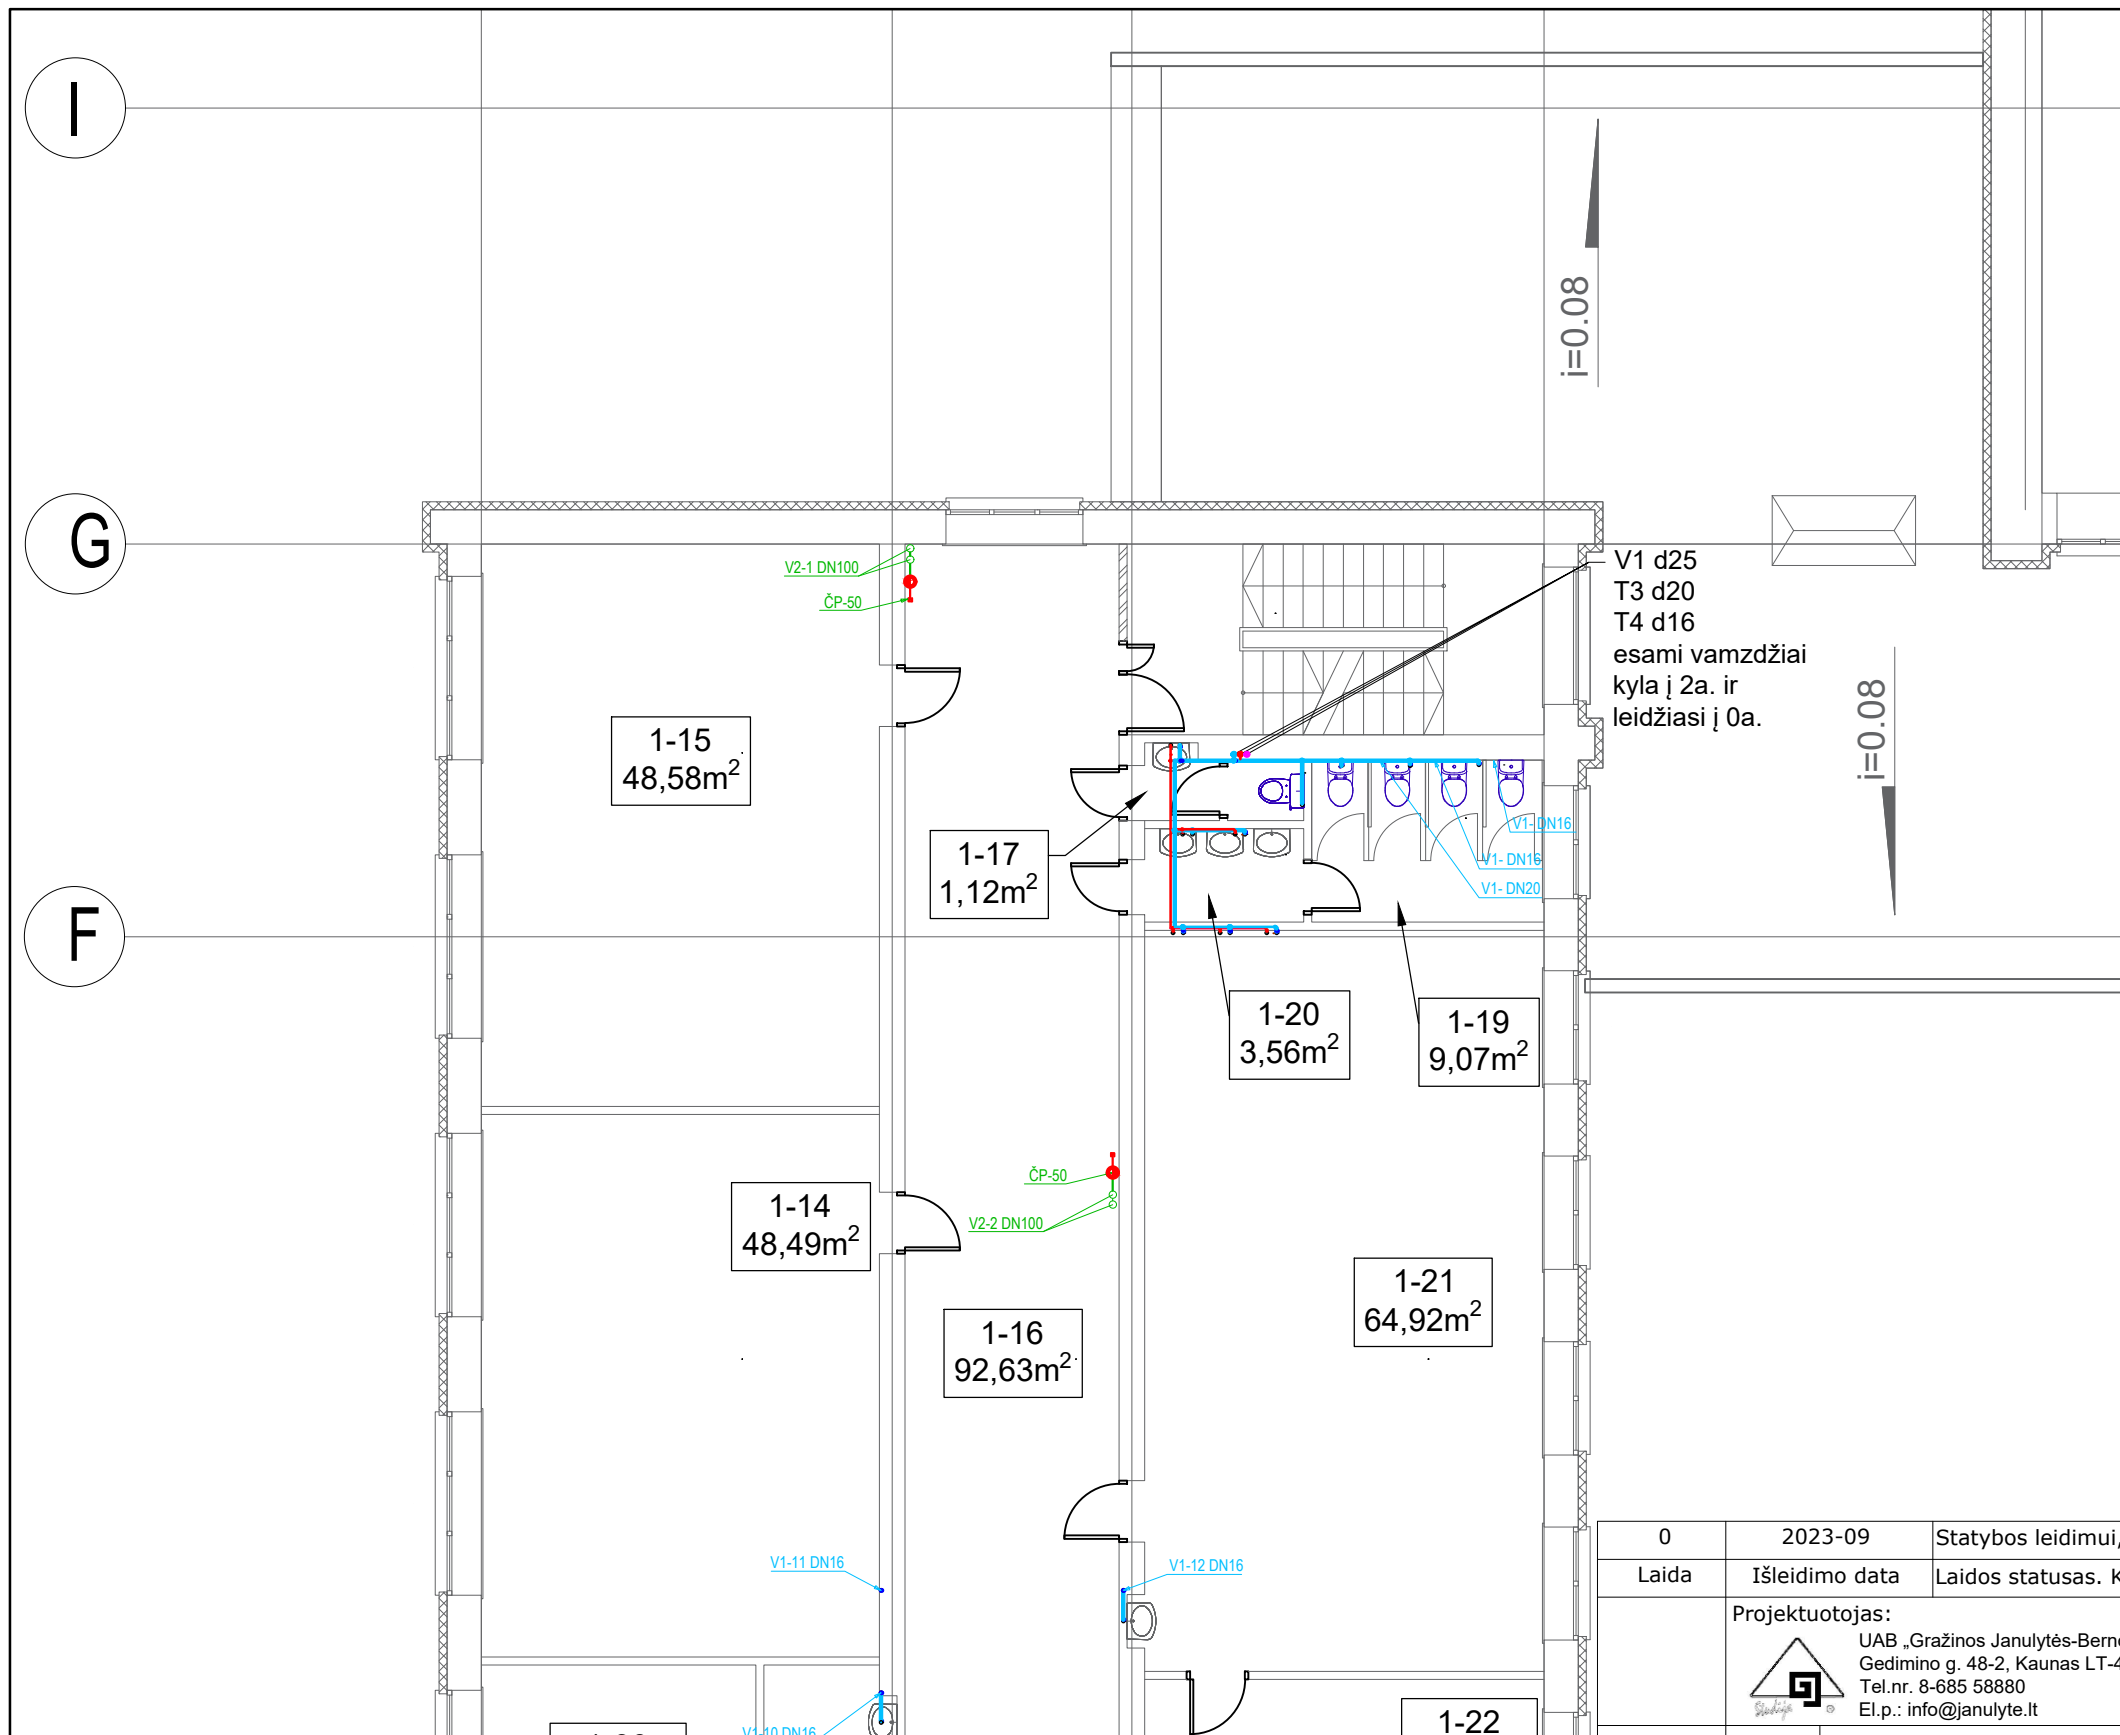 I
i=0.08
G
V2-1 DN100
ČP-50
V1 d25
T3 d20
T4 d16
esami vamzdžiai
kyla į 2a. ir
leidžiasi į 0a.
i=0.08
1-15
48,58m²
V1- DN16
V1- DN16
V1- DN20
1-17
1,12m²
F
1-20
3,56m²
1-19
9,07m²
ČP-50
V2-2 DN100
1-14
48,49m²
1-21
64,92m²
1-16
92,63m²
V1-11 DN16
V1-12 DN16
0 2023-09 Statybos leidimui,
Laida Išleidimo data Laidos statusas.
Projektuotojas:
UAB „Gražinos Janulytės-
Gedimino g. 48-2, Kaunas
Tel.nr. 8-685 58880
El.p.: info@janulyte.lt
Studija
V1-10 DN16
1-22